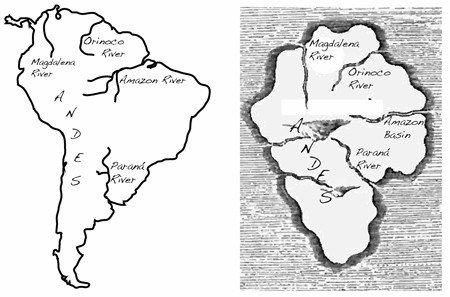 Orinoco
River
Magdalena
River
Amazon River
A
N
D
E
S
Paraná
River
Magdalena
River
Orinoco
River
Amazon
Basin
A
N
D
E
S
Paraná
River